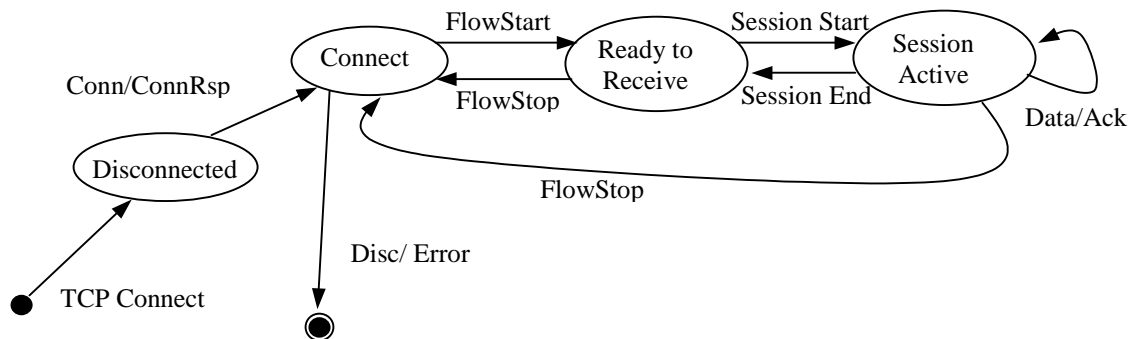 FlowStart
Session Start
Connect
Ready to
Receive
Session
Active
Conn/ConnRsp
FlowStop
Session End
Data/Ack
Disconnected
FlowStop
Disc/ Error
TCP Connect